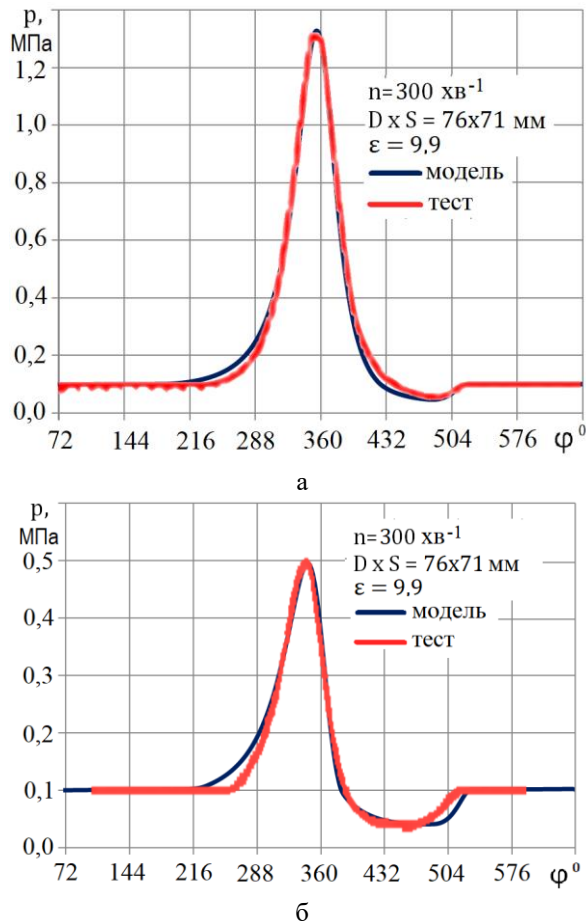 p,
МПа
1,2
1,0
0,8
0,6
0,4
0,2
0,0
n=300 хв-1
D x S = 76x71 мм
ε = 9,9
модель
тест
72 144 216 288 360 432 504 576 φ⁰
а
p,
МПа
0,5
0,4
0,3
0,2
0,1
0,0
n=300 хв-1
D x S = 76x71 мм
ε = 9,9
модель
тест
72 144 216 288 360 432 504 576 φ⁰
б